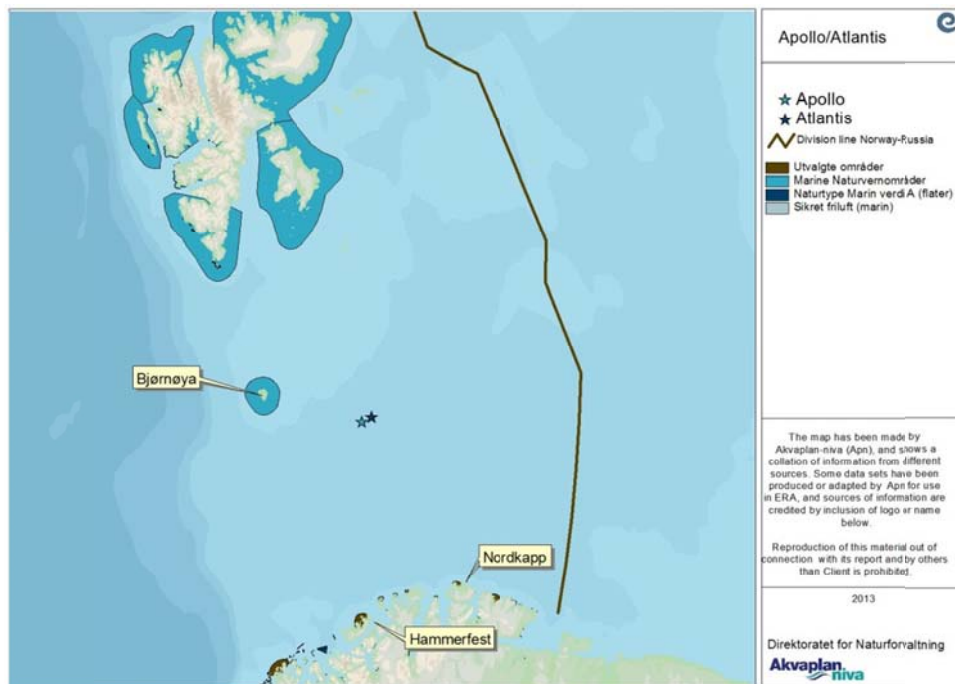 Bjørnøya
Nordkapp
Hammerfest
Apollo/Atlantis
Apollo
Atlantis
Division line Norway-Russia
Utvalgte områder
Marine Naturvernområder
Naturtype Marin verdi A (flater)
Sikret friluft (marin)
The map has been made by
Akvaplan-niva (Apn), and shows a
collation of information from different
sources. Some data sets have been
produced or adapted by Apn for use
in ERA, and sources of information are
credited by inclusion of logo or name
below.
Reproduction of this material out of
connection with its report and by others
than Client is prohibited.
2013
Direktoratet for Naturforvaltning
Akvaplan
niva